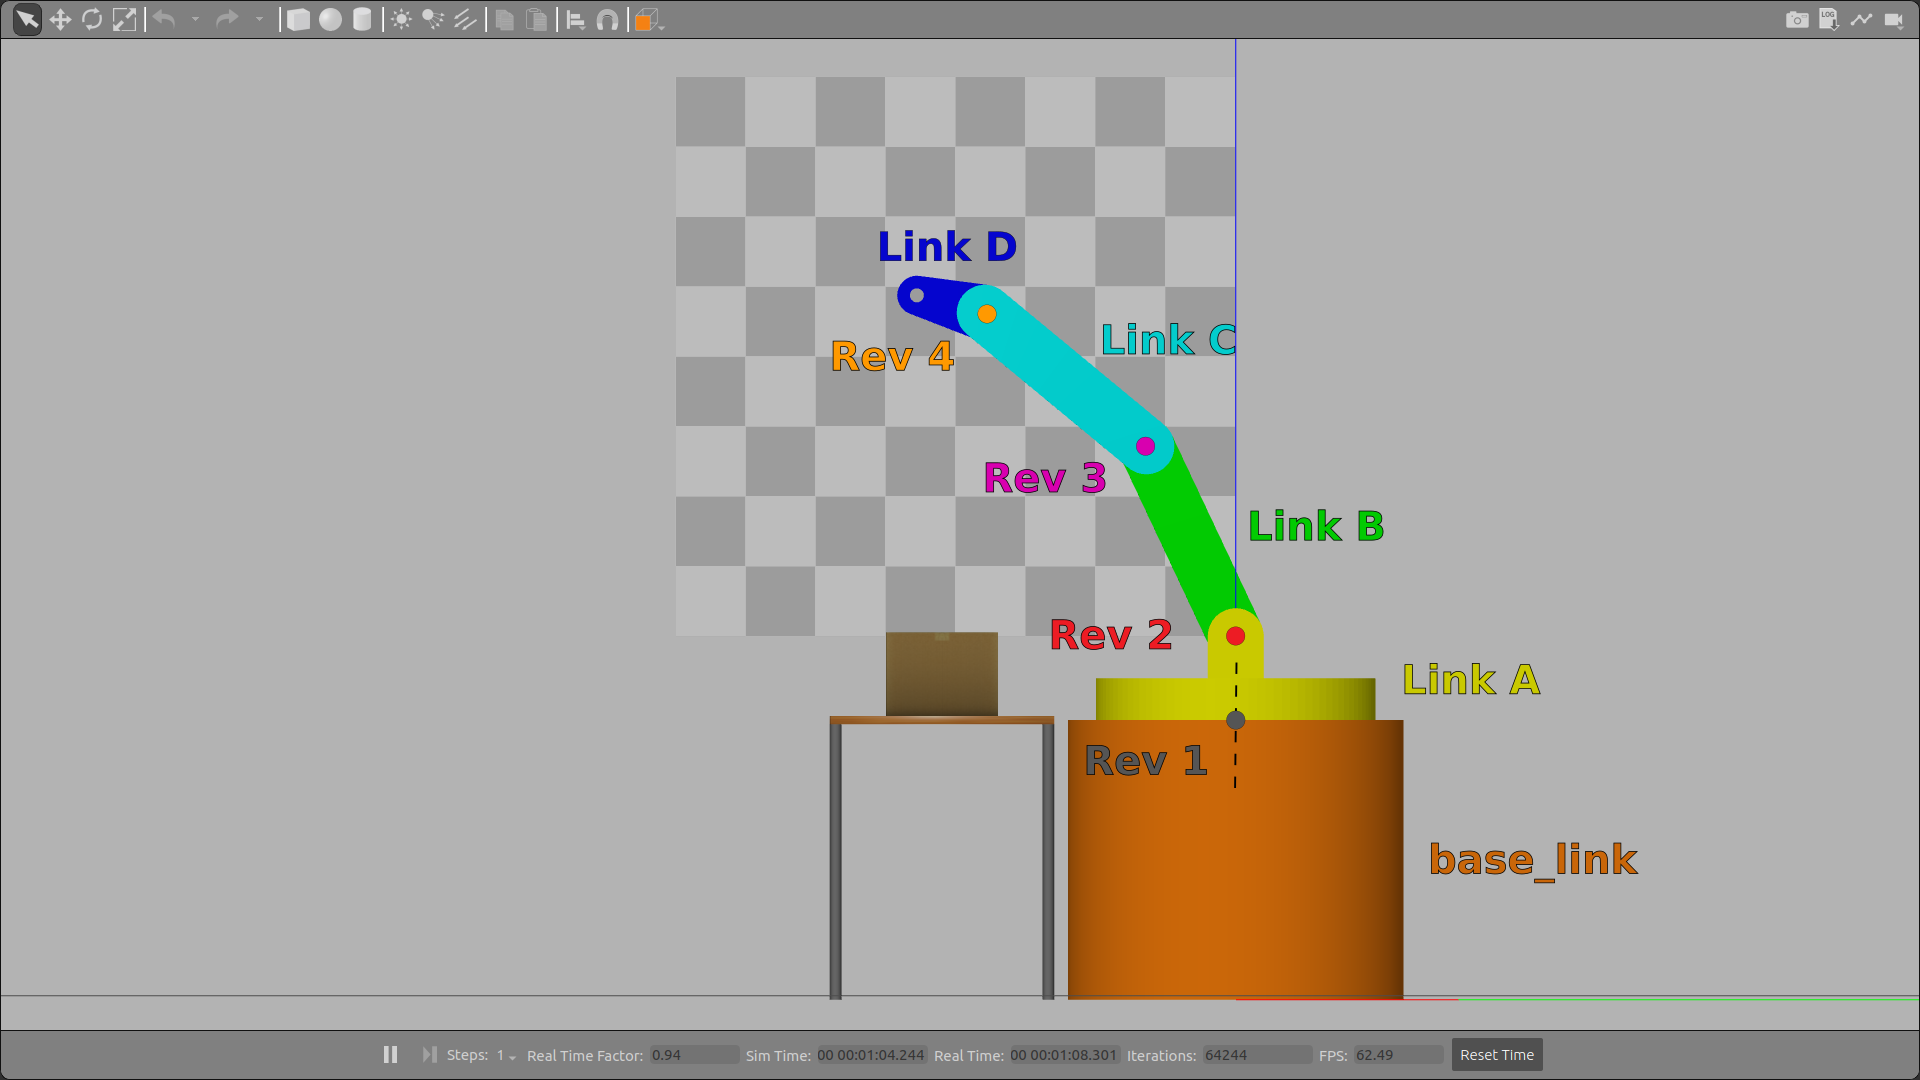 LOG
Link D
Link C
Rev 4
Rev 3
Link B
Rev 2
Link A
Rev 1
base_link
Steps: 1 Real Time Factor: 0.94 Sim Time: 00 00:01:04.244 Real Time: 00 00:01:08.301 Iterations: 64244 FPS: 62.49 Reset Time